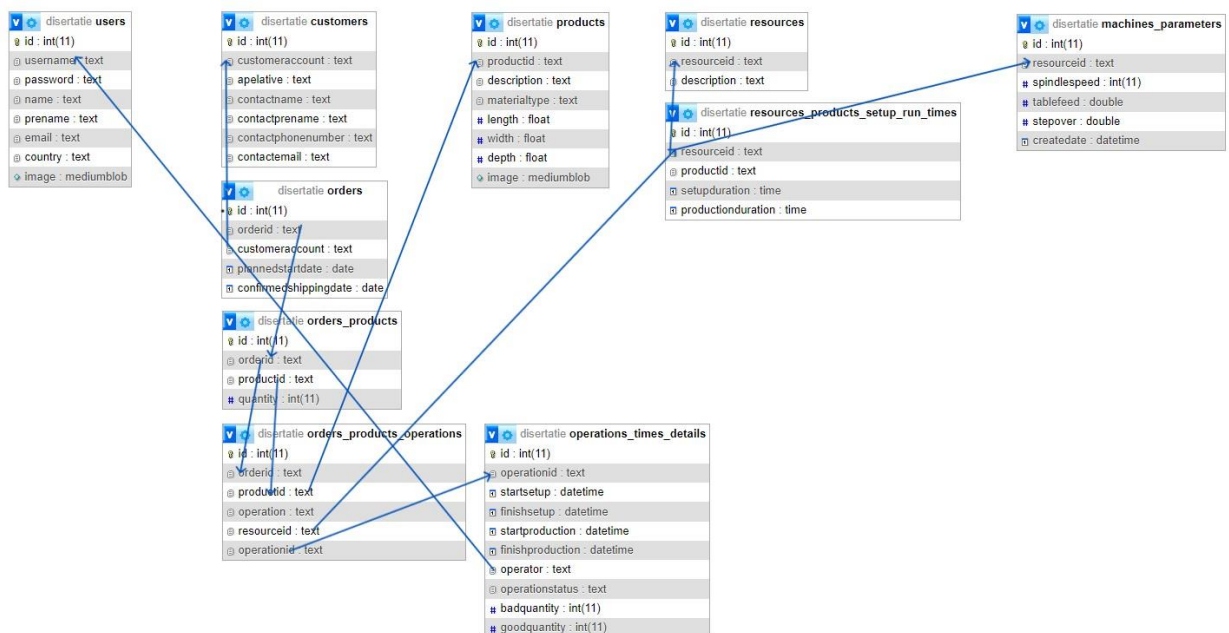 disertatie users
id : int(11)
username : text
password : text
name : text
prename : text
email : text
country : text
image : mediumblob
disertatie customers
id : int(11)
customeraccount : text
apelative : text
contactname : text
contactprename : text
contactphonenumber : text
contactemail : text
disertatie products
id : int(11)
productid : text
description : text
materialtype : text
length : float
width : float
depth : float
image : mediumblob
disertatie resources
id : int(11)
resourceid : text
description : text
disertatie machines_parameters
id : int(11)
resourceid : text
spindlespeed : int(11)
tablefeed : double
stepover : double
createdate : datetime
disertatie resources_products_setup_run_times
id : int(11)
resourceid : text
productid : text
setupduration : time
productionduration : time
disertatie orders
id : int(11)
orderid : text
customeraccount : text
plannedstartdate : date
confirmedshippingdate : date
disertatie orders_products
id : int(11)
orderid : text
productid : text
quantity : int(11)
disertatie orders_products_operations
id : int(11)
orderid : text
productid : text
operation : text
resourceid : text
operationid : text
disertatie operations_times_details
id : int(11)
operationid : text
startsetup : datetime
finishsetup : datetime
startproduction : datetime
finishproduction : datetime
operator : text
operationstatus : text
badquantity : int(11)
goodquantity : int(11)